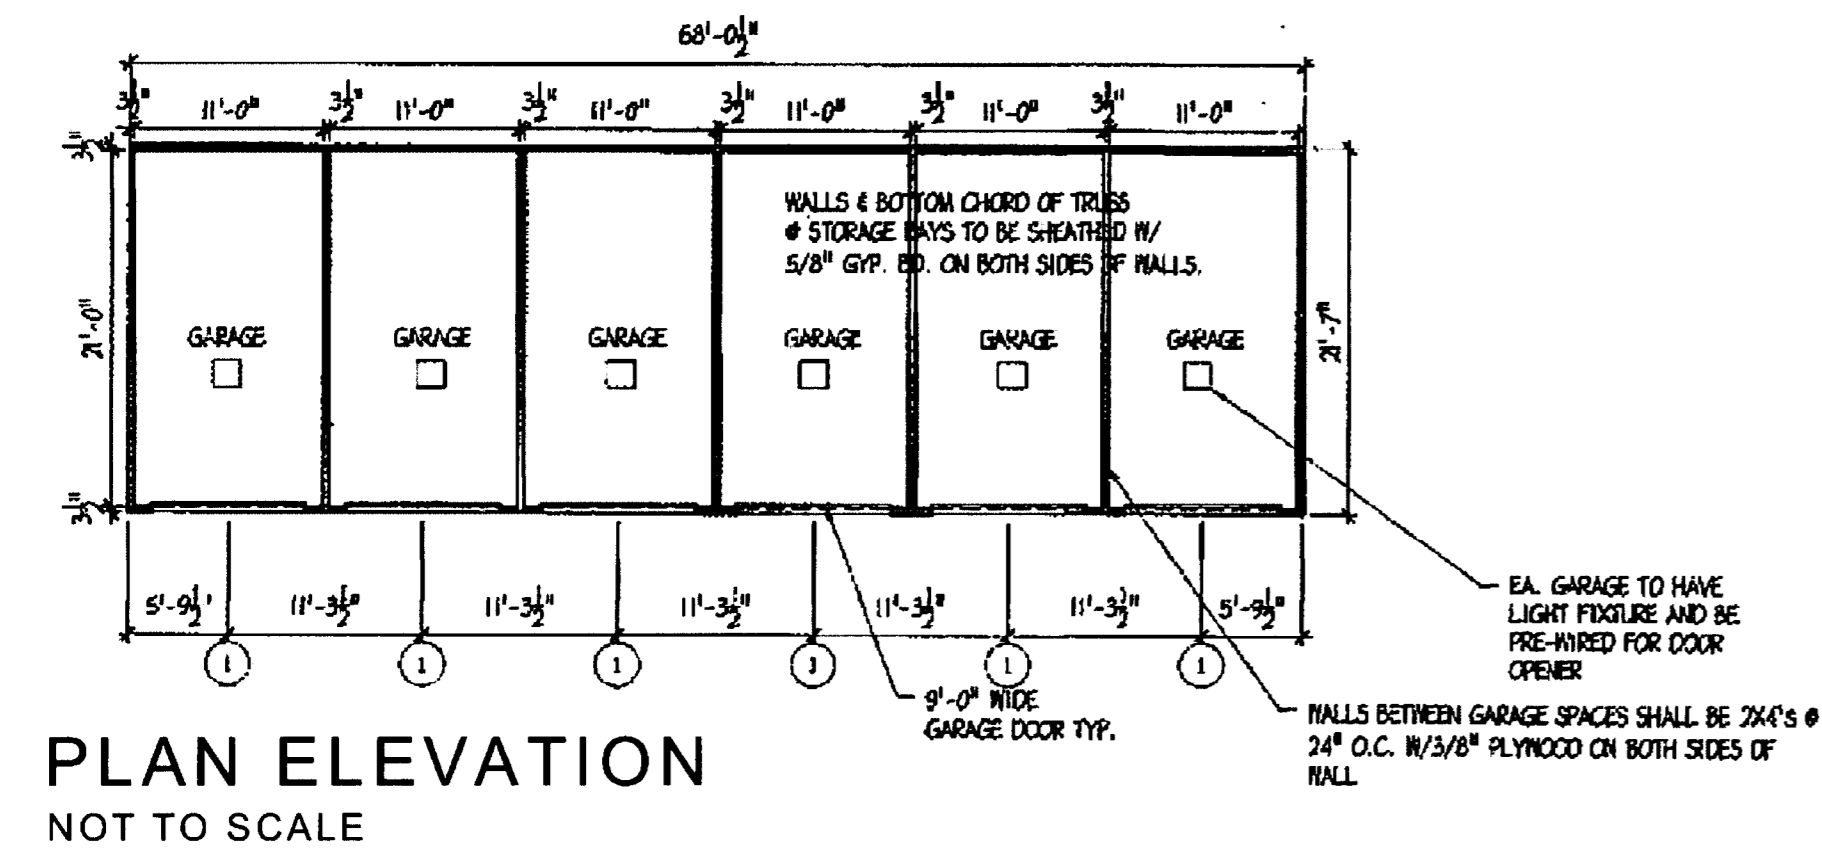 68'-0 1/2"
3 1/2" 11'-0" 3 1/2" 11'-0" 3 1/2" 11'-0" 3 1/2" 11'-0" 3 1/2" 11'-0" 3 1/2" 11'-0"
3 1/2"
WALLS & BOTTOM CHORD OF TRUSS
@ STORAGE BAYS TO BE SHEATHED W/
5/8" GYP. BD. ON BOTH SIDES OF WALLS.
21'-0"
21'-7"
GARAGE GARAGE GARAGE GARAGE GARAGE GARAGE
3 1/2"
5'-9 1/2" 11'-3 1/2" 11'-3 1/2" 11'-3 1/2" 11'-3 1/2" 11'-3 1/2" 5'-9 1/2"
1 1 1 1 1 1
EA. GARAGE TO HAVE
LIGHT FIXTURE AND BE
PRE-WIRED FOR DOOR
OPENER
9'-0" WIDE
GARAGE DOOR TYP.
WALLS BETWEEN GARAGE SPACES SHALL BE 2X4'S @
24" O.C. W/3/8" PLYWOOD ON BOTH SIDES OF
WALL
PLAN ELEVATION
NOT TO SCALE